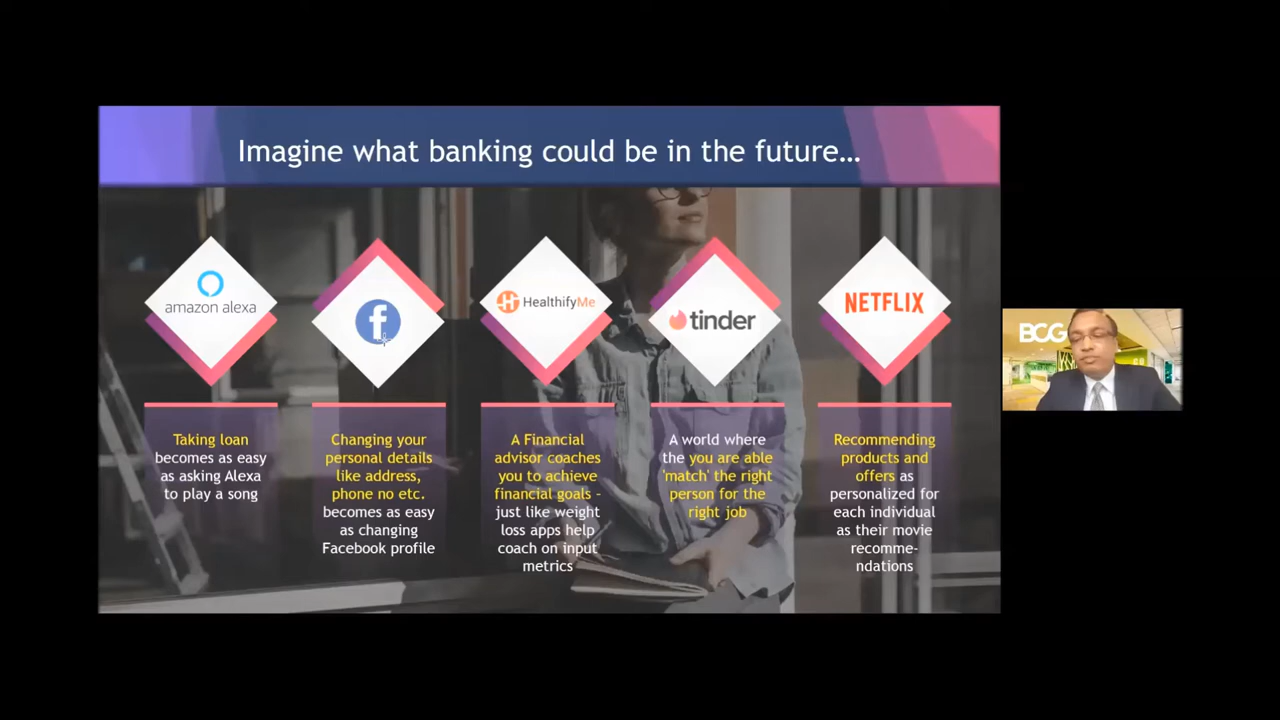 Imagine what banking could be in the future…
amazon alexa
f
HealthifyMe
tinder
NETFLIX
Taking loan
becomes as easy
as asking Alexa
to play a song
Changing your
personal details
like address,
phone no etc.
becomes as easy
as changing
Facebook profile
A Financial
advisor coaches
you to achieve
financial goals –
just like weight
loss apps help
coach on input
metrics
A world where
the you are able
'match' the right
person for the
right job
Recommending
products and
offers as
personalized for
each individual
as their movie
recomme-
ndations
BCG